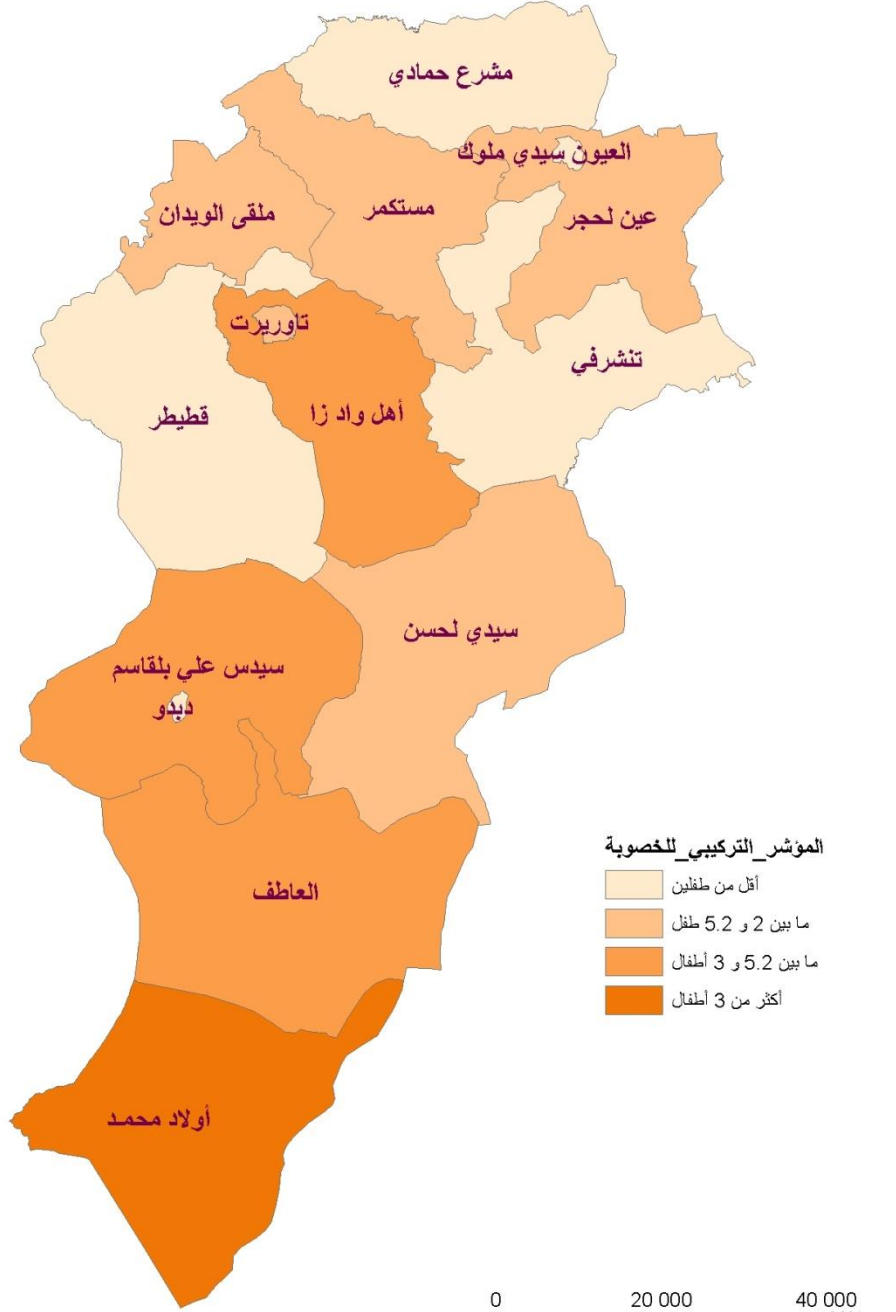 مشرع حمادي
العيون سيدي ملوك
ملقى الويدان
مستكمر
عين لحجر
تاوريرت
تنشرفي
قطيطر
أهل واد زا
سيدي لحسن
سيدس علي بلقاسم
دبدو
العاطف
أولاد محمد
المؤشر_التركيبي_للخصوبة
أقل من طفلين
ما بين 2 و 5.2 طفل
ما بين 5.2 و 3 أطفال
أكثر من 3 أطفال
0 20 000 40 000